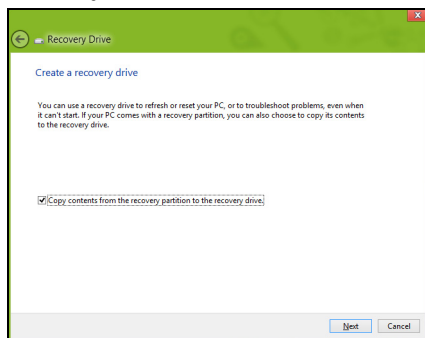 Recovery Drive
Create a recovery drive
You can use a recovery drive to refresh or reset your PC, or to troubleshoot problems, even when
it can't start. If your PC comes with a recovery partition, you can also choose to copy its contents
to the recovery drive.
Copy contents from the recovery partition to the recovery drive.
Next Cancel